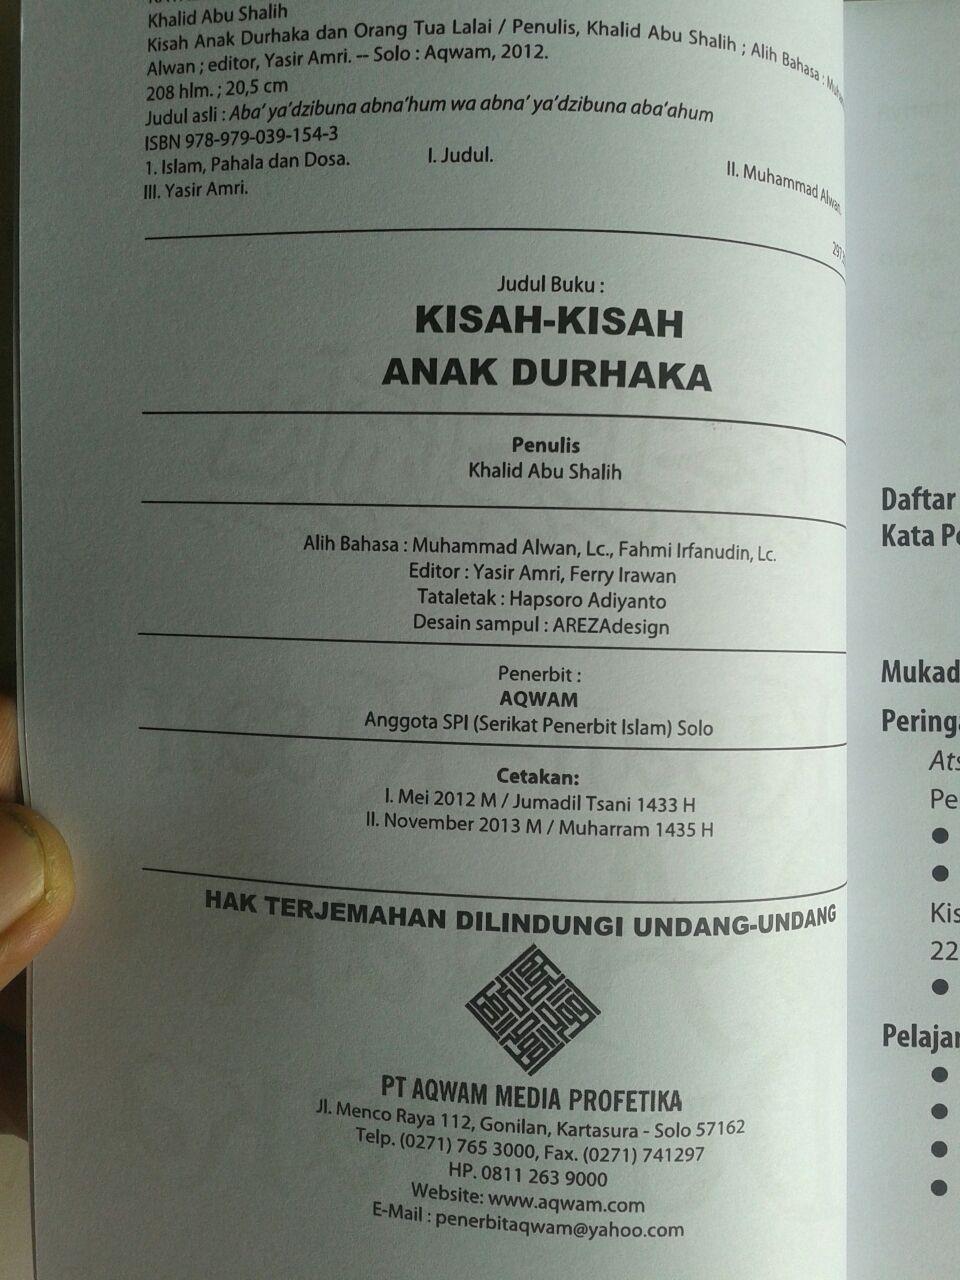 Khalid Abu Shalih
Kisah Anak Durhaka dan Orang Tua Lalai / Penulis, Khalid Abu Shalih ; Alih Bahasa :
Alwan ; editor, Yasir Amri. -- Solo : Aqwam, 2012.
208 hlm. ; 20,5 cm
Judul asli : Aba' ya'dzibuna abna'hum wa abna' ya'dzibuna aba'ahum
ISBN 978-979-039-154-3
1. Islam, Pahala dan Dosa. I. Judul. II. Muhammad Alwan.
III. Yasir Amri.
Judul Buku :
KISAH-KISAH
ANAK DURHAKA
Penulis
Khalid Abu Shalih
Alih Bahasa : Muhammad Alwan, Lc., Fahmi Irfanudin, Lc.
Editor : Yasir Amri, Ferry Irawan
Tataletak : Hapsoro Adiyanto
Desain sampul : AREZAdesign
Penerbit :
AQWAM
Anggota SPI (Serikat Penerbit Islam) Solo
Cetakan:
I. Mei 2012 M / Jumadil Tsani 1433 H
II. November 2013 M / Muharram 1435 H
HAK TERJEMAHAN DILINDUNGI UNDANG-UNDANG
PT AQWAM MEDIA PROFETIKA
Jl. Menco Raya 112, Gonilan, Kartasura - Solo 57162
Telp. (0271) 765 3000, Fax. (0271) 741297
HP. 0811 263 9000
Website: www.aqwam.com
E-Mail : penerbitaqwam@yahoo.com
Daftar
Kata Pe
Mukad
Peringa
Ats
Pe
Kis
22
Pelajar